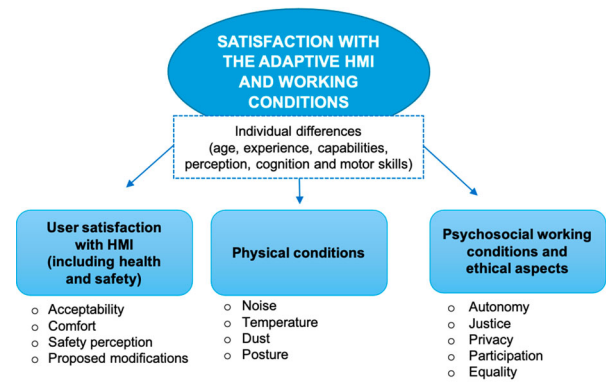 SATISFACTION WITH
THE ADAPTIVE HMI
AND WORKING
CONDITIONS
Individual differences
(age, experience, capabilities,
perception, cognition and motor skills)
User satisfaction
with HMI
(including health
and safety)
o Acceptability
o Comfort
o Safety perception
o Proposed modifications
Physical conditions
o Noise
o Temperature
o Dust
o Posture
Psychosocial working
conditions and
ethical aspects
o Autonomy
o Justice
o Privacy
o Participation
o Equality